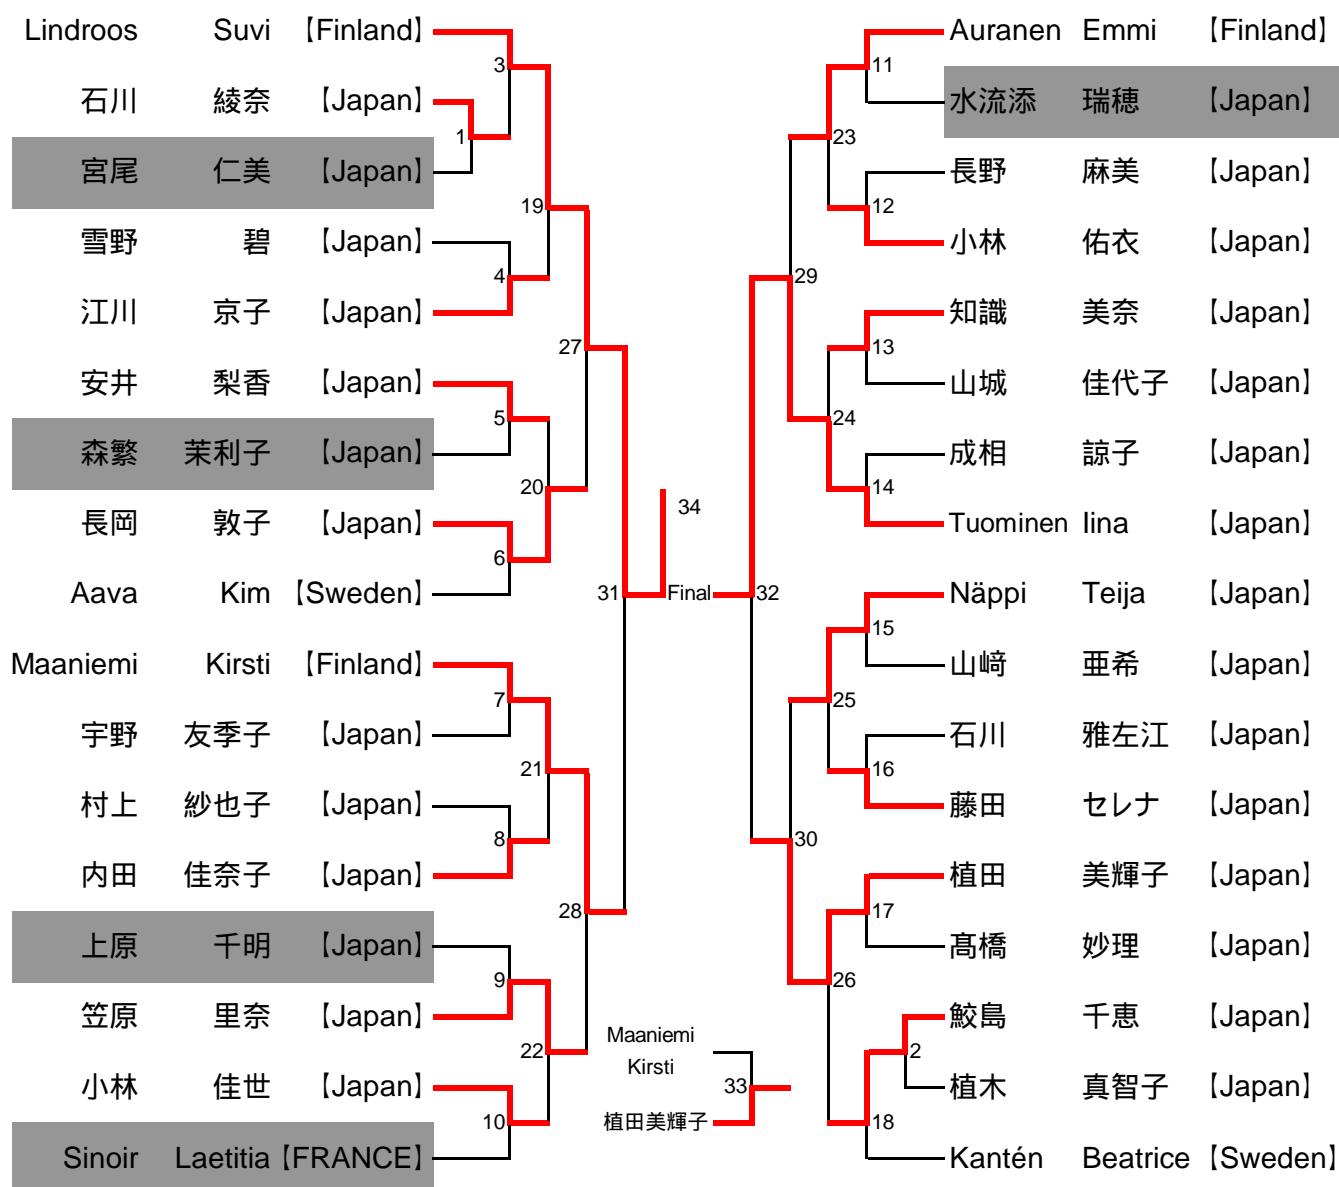 Lindroos Suvi 【Finland】
石川 綾奈 【Japan】
宮尾 仁美 【Japan】
雪野 碧 【Japan】
江川 京子 【Japan】
安井 梨香 【Japan】
森繁 茉利子 【Japan】
長岡 敦子 【Japan】
Aava Kim 【Sweden】
Maaniemi Kirsti 【Finland】
宇野 友季子 【Japan】
村上 紗也子 【Japan】
内田 佳奈子 【Japan】
上原 千明 【Japan】
笠原 里奈 【Japan】
小林 佳世 【Japan】
Sinoir Laetitia 【FRANCE】
3
1
19
4
27
5
20
6
31
7
21
8
28
9
22
10
34
Final
Maaniemi
Kirsti
33
植田美輝子
11
23
12
29
13
24
14
32
15
25
16
30
17
26
2
18
Auranen Emmi 【Finland】
水流添 瑞穂 【Japan】
長野 麻美 【Japan】
小林 佑衣 【Japan】
知識 美奈 【Japan】
山城 佳代子 【Japan】
成相 諒子 【Japan】
Tuominen Iina 【Japan】
Näppi Teija 【Japan】
山﨑 亜希 【Japan】
石川 雅左江 【Japan】
藤田 セレナ 【Japan】
植田 美輝子 【Japan】
髙橋 妙理 【Japan】
鮫島 千恵 【Japan】
植木 真智子 【Japan】
Kantén Beatrice 【Sweden】